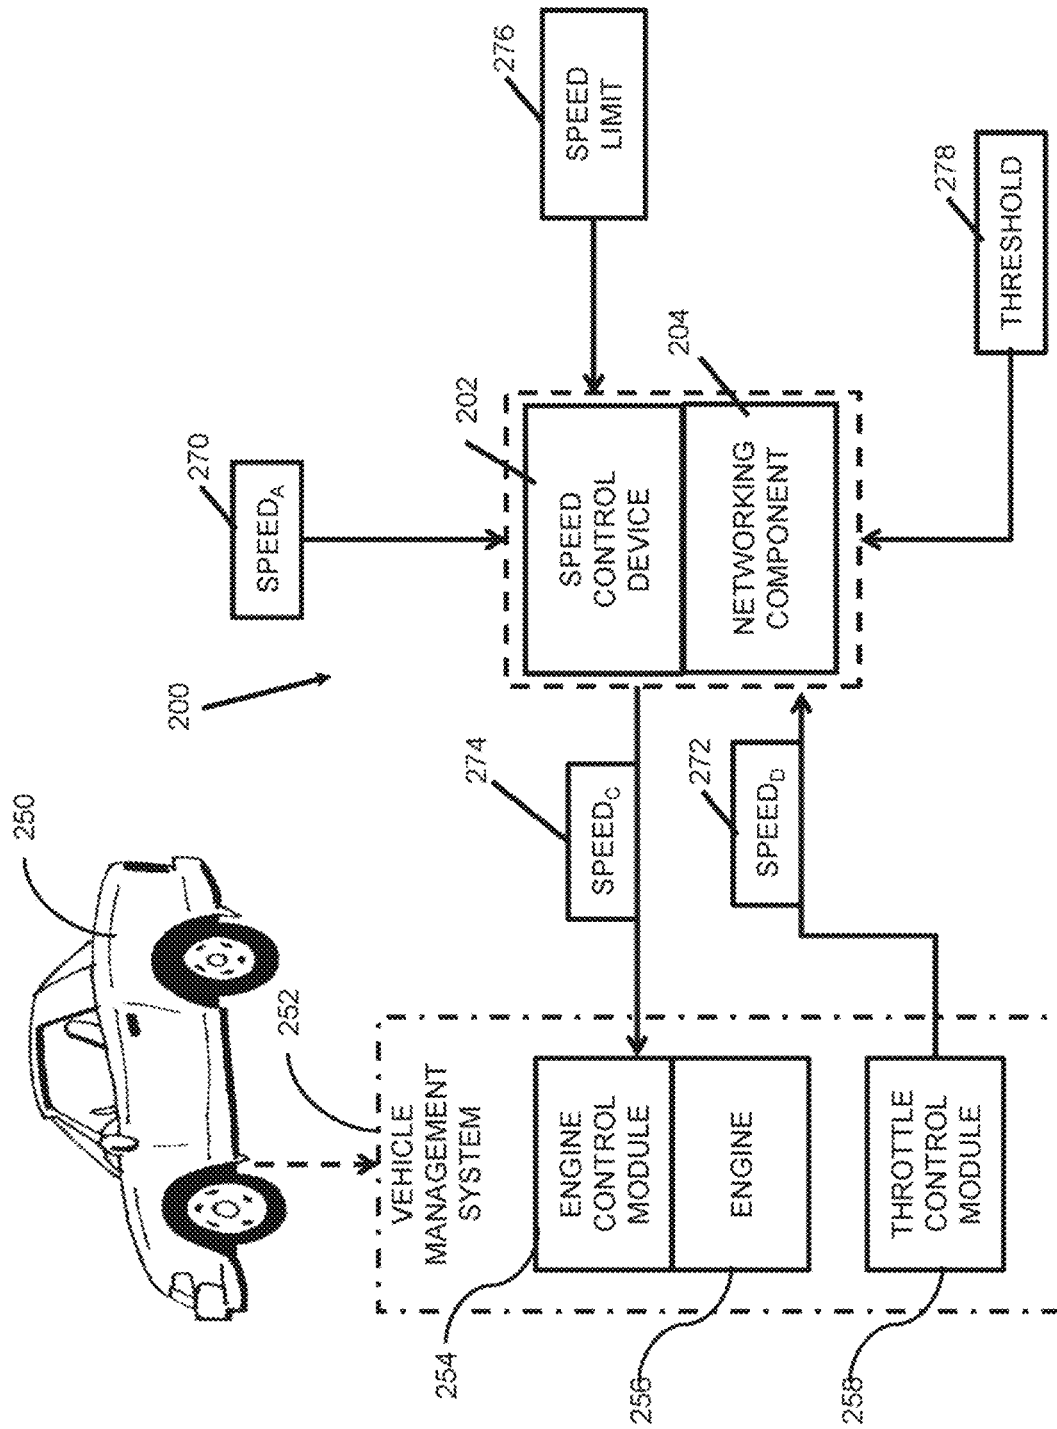 250
200
270
SPEEDA
276
SPEED
LIMIT
202
SPEED
CONTROL
DEVICE
204
NETWORKING
COMPONENT
278
THRESHOLD
274
SPEEDC
272
SPEEDD
252
VEHICLE
MANAGEMENT
SYSTEM
254
ENGINE
CONTROL
MODULE
256
ENGINE
258
THROTTLE
CONTROL
MODULE